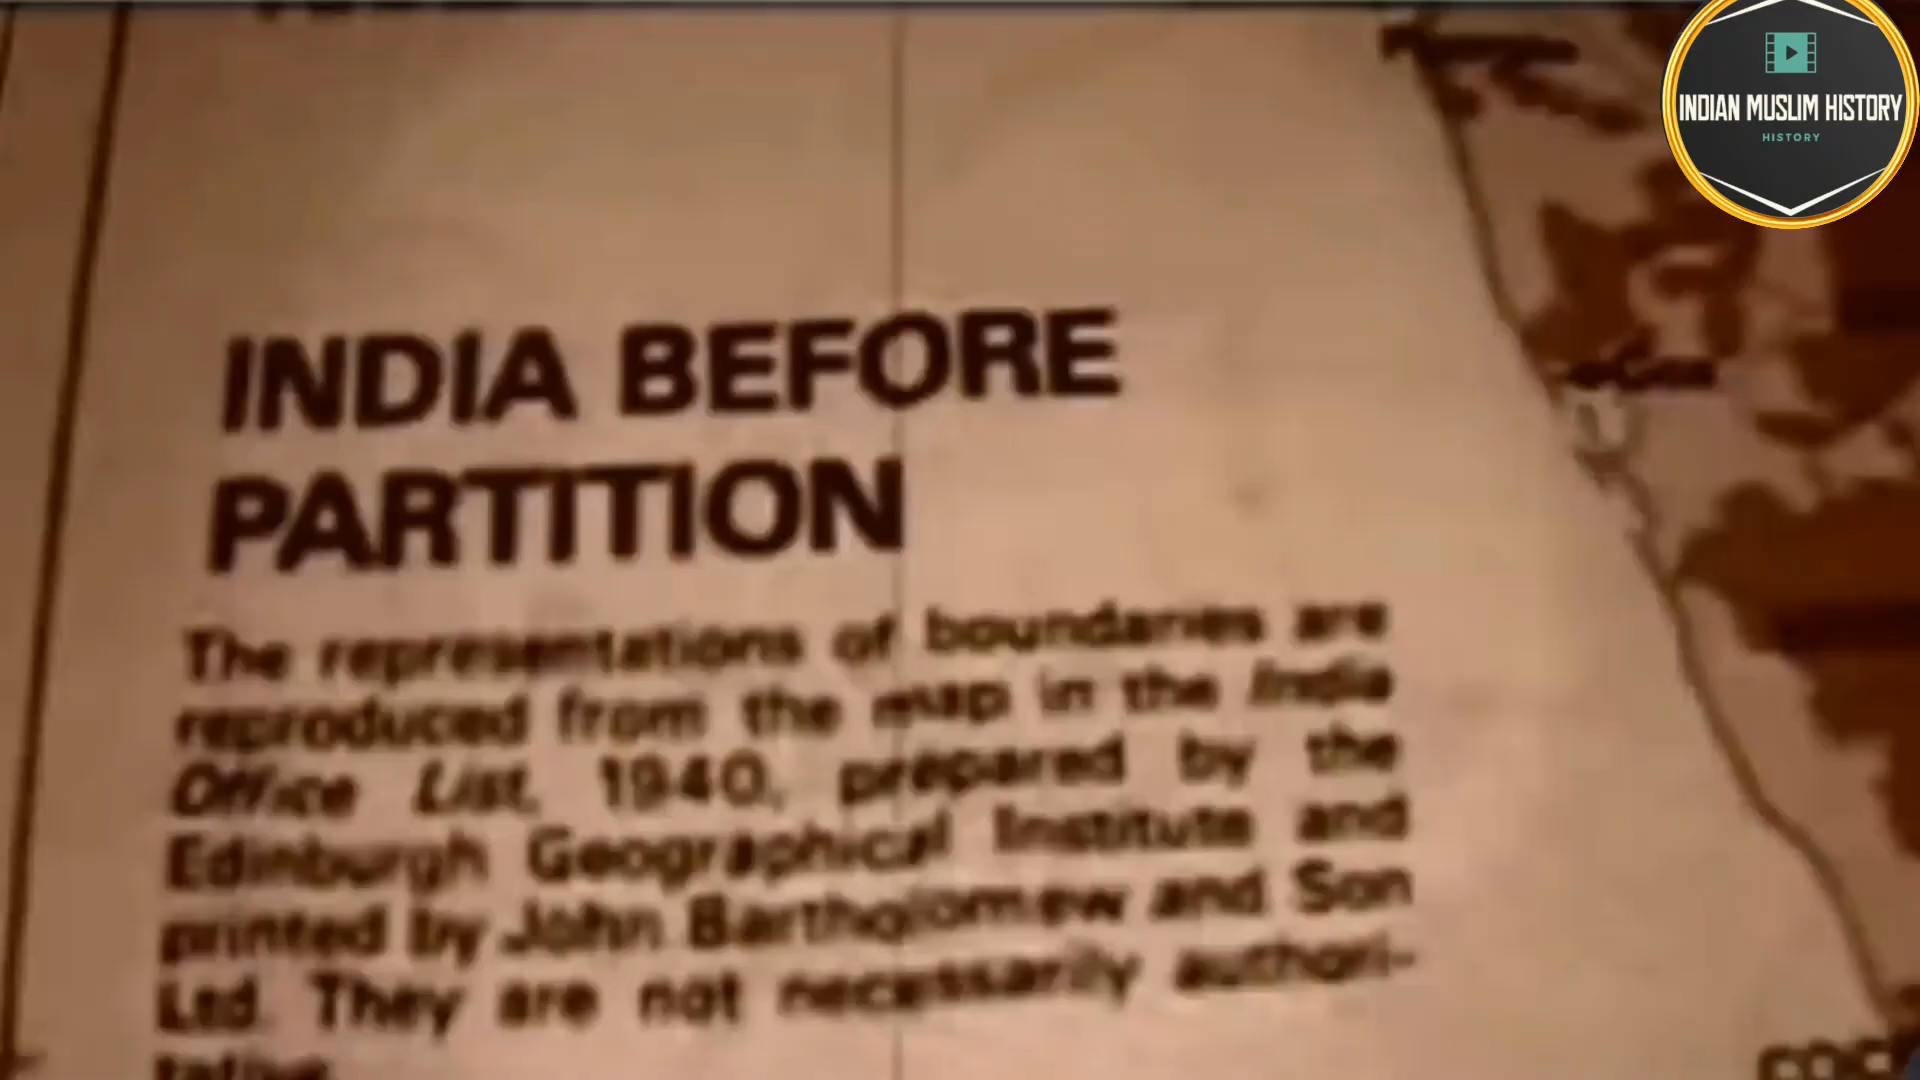 INDIAN MUSLIM HISTORY
HISTORY
INDIA BEFORE
PARTITION
The representations of boundaries are
reproduced from the map in the India
Office List, 1940, prepared by the
Edinburgh Geographical Institute and
printed by John Bartholomew and Son
Ltd. They are not necessarily authori-
tative.